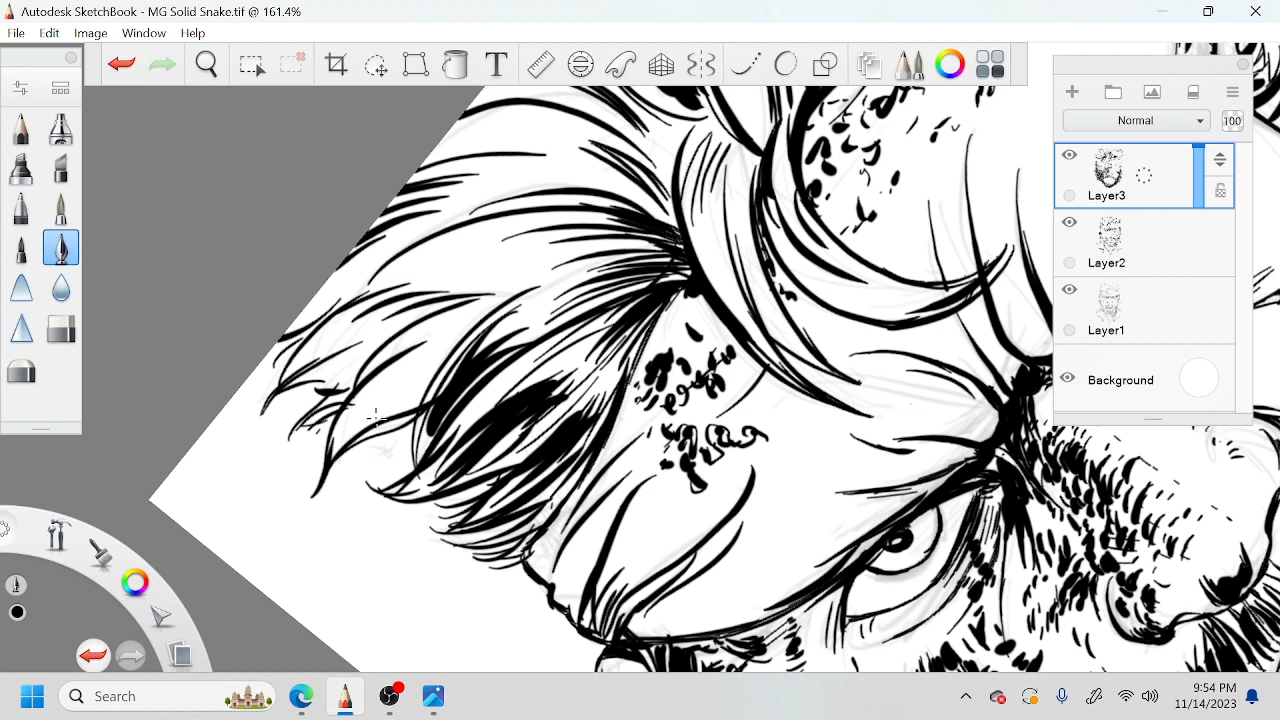 Autodesk SketchBook - MG Solid Snake.tif @ 161.4%
File Edit Image Window Help
T
Normal
100
Layer3
Layer2
Layer1
Background
Search
9:54 PM
11/14/2023